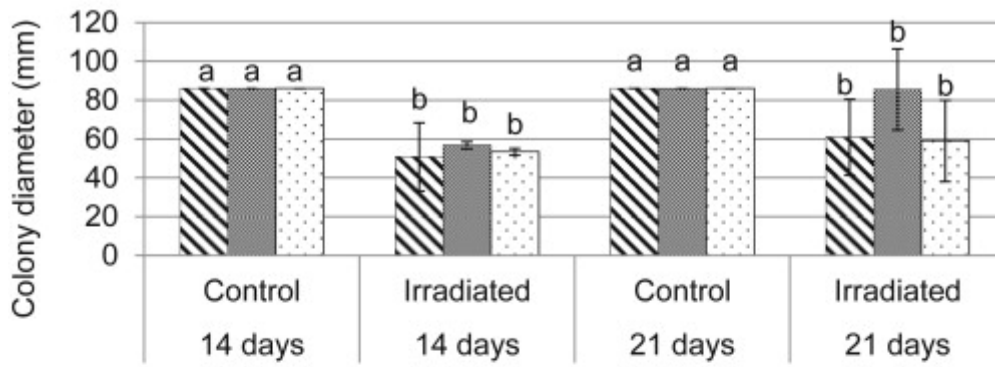 Colony diameter (mm)
120
100
80
60
40
20
0
a a a
b b b
a a a
b b b
Control Irradiated Control Irradiated
14 days 14 days 21 days 21 days